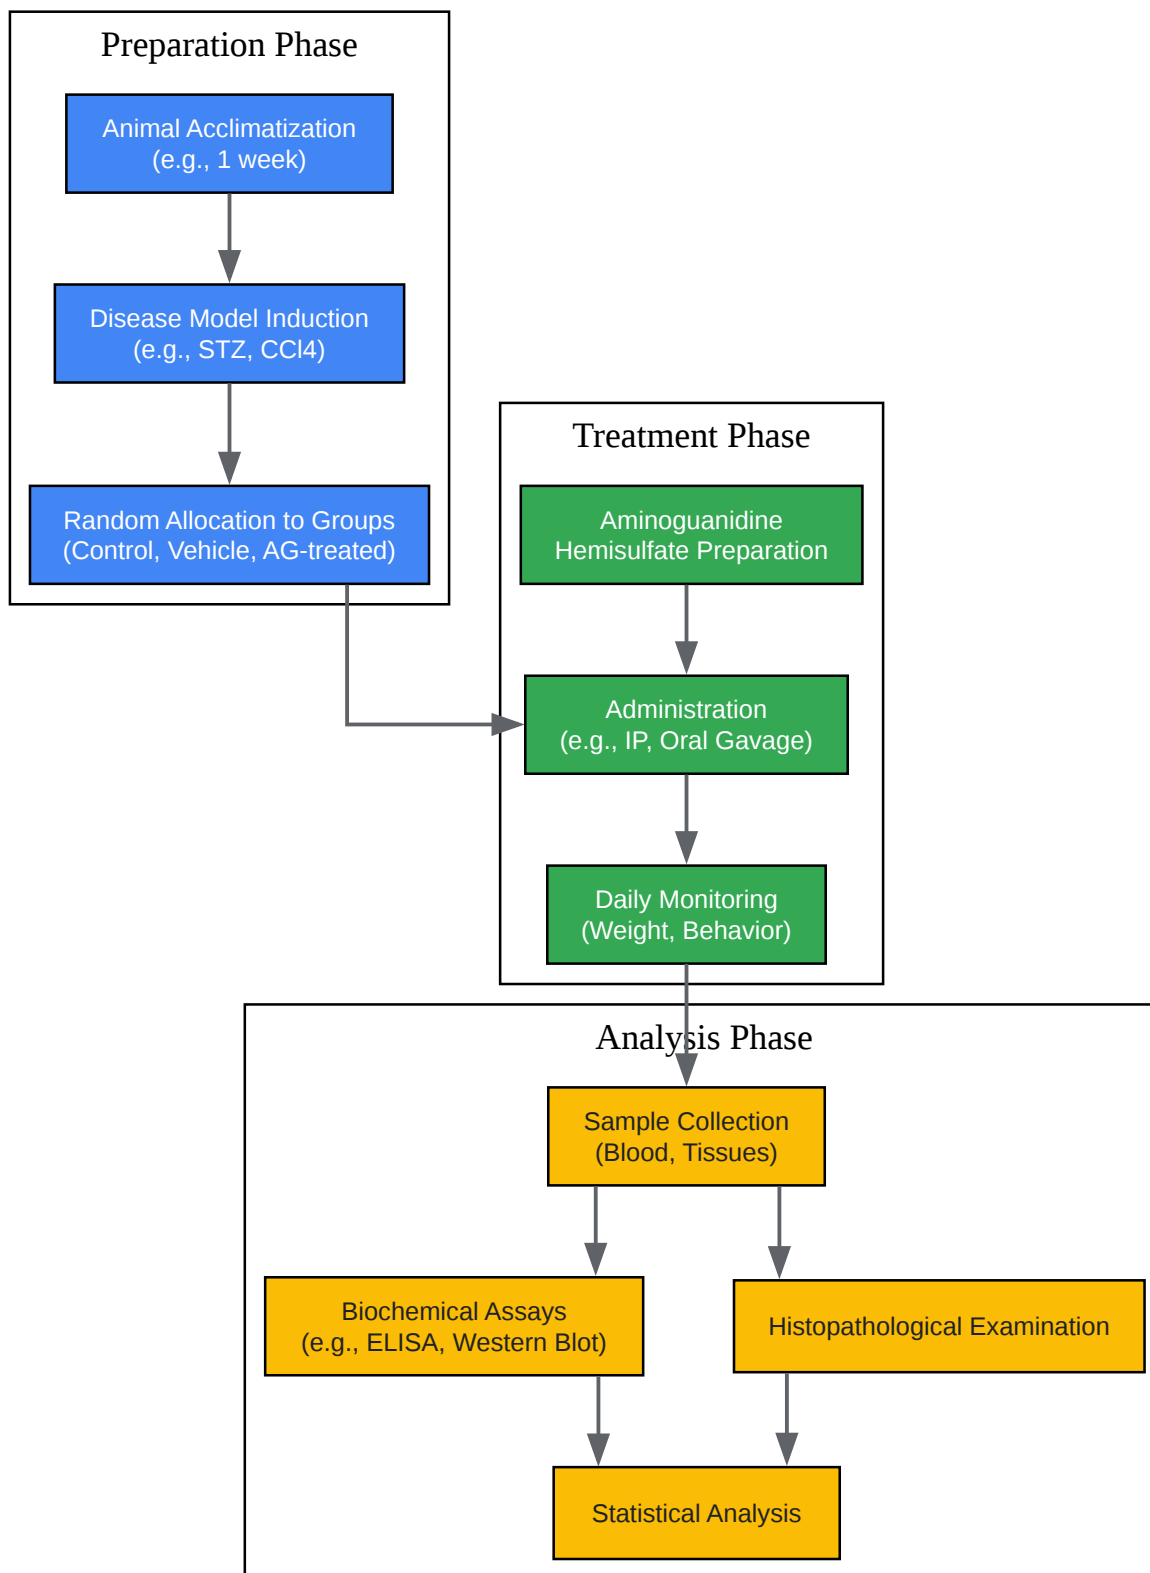 Preparation Phase
Animal Acclimatization
(e.g., 1 week)
Disease Model Induction
(e.g., STZ, CCl4)
Random Allocation to Groups
(Control, Vehicle, AG-treated)
Treatment Phase
Aminoguanidine
Hemisulfate Preparation
Administration
(e.g., IP, Oral Gavage)
Daily Monitoring
(Weight, Behavior)
Analysis Phase
Sample Collection
(Blood, Tissues)
Biochemical Assays
(e.g., ELISA, Western Blot)
Histopathological Examination
Statistical Analysis